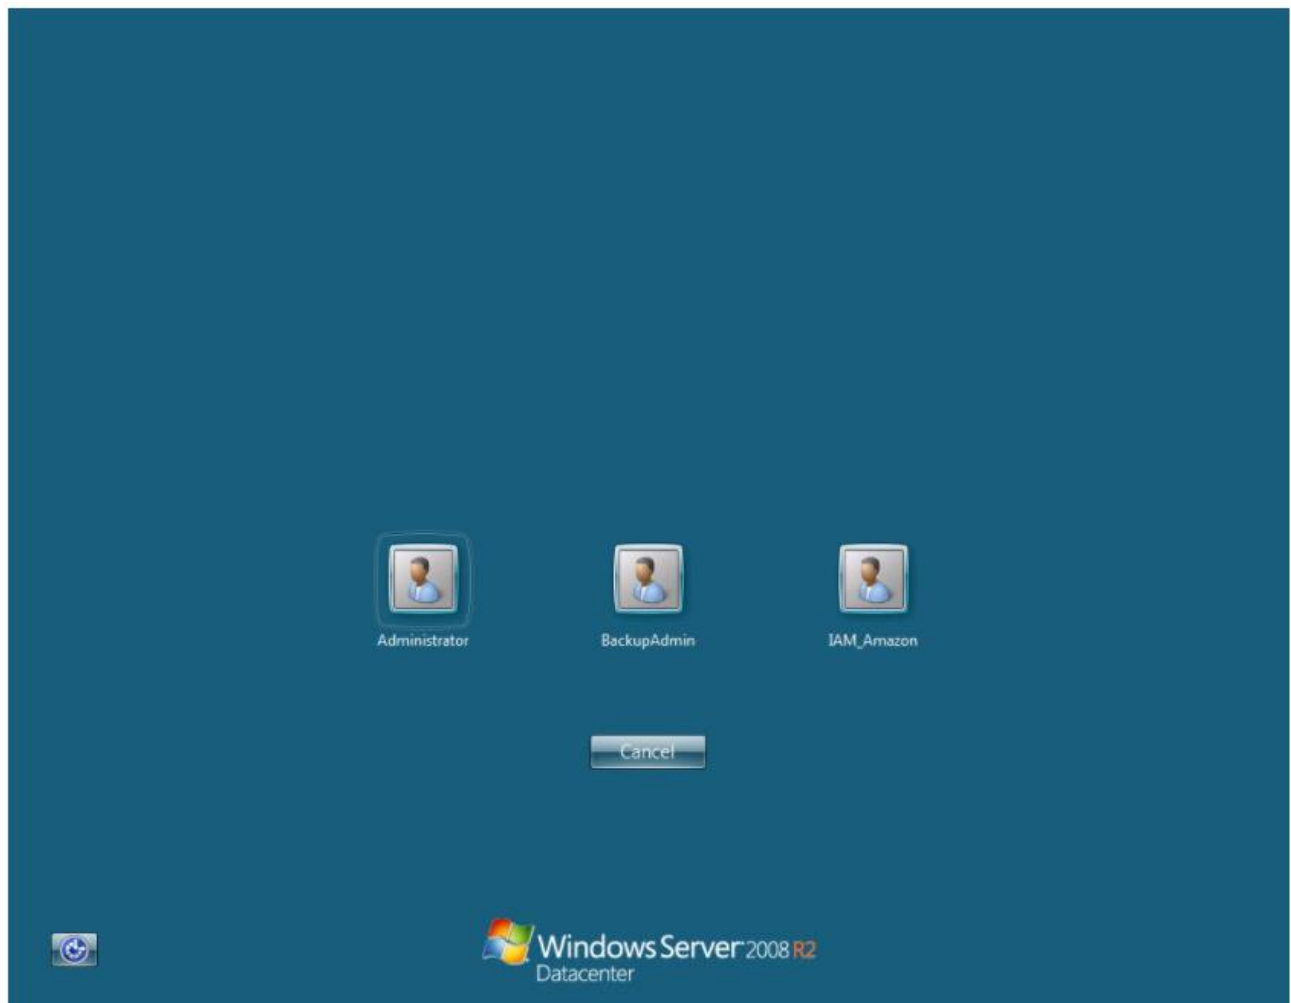 Administrator
BackupAdmin
IAM_Amazon
Cancel
Windows Server 2008 R2
Datacenter